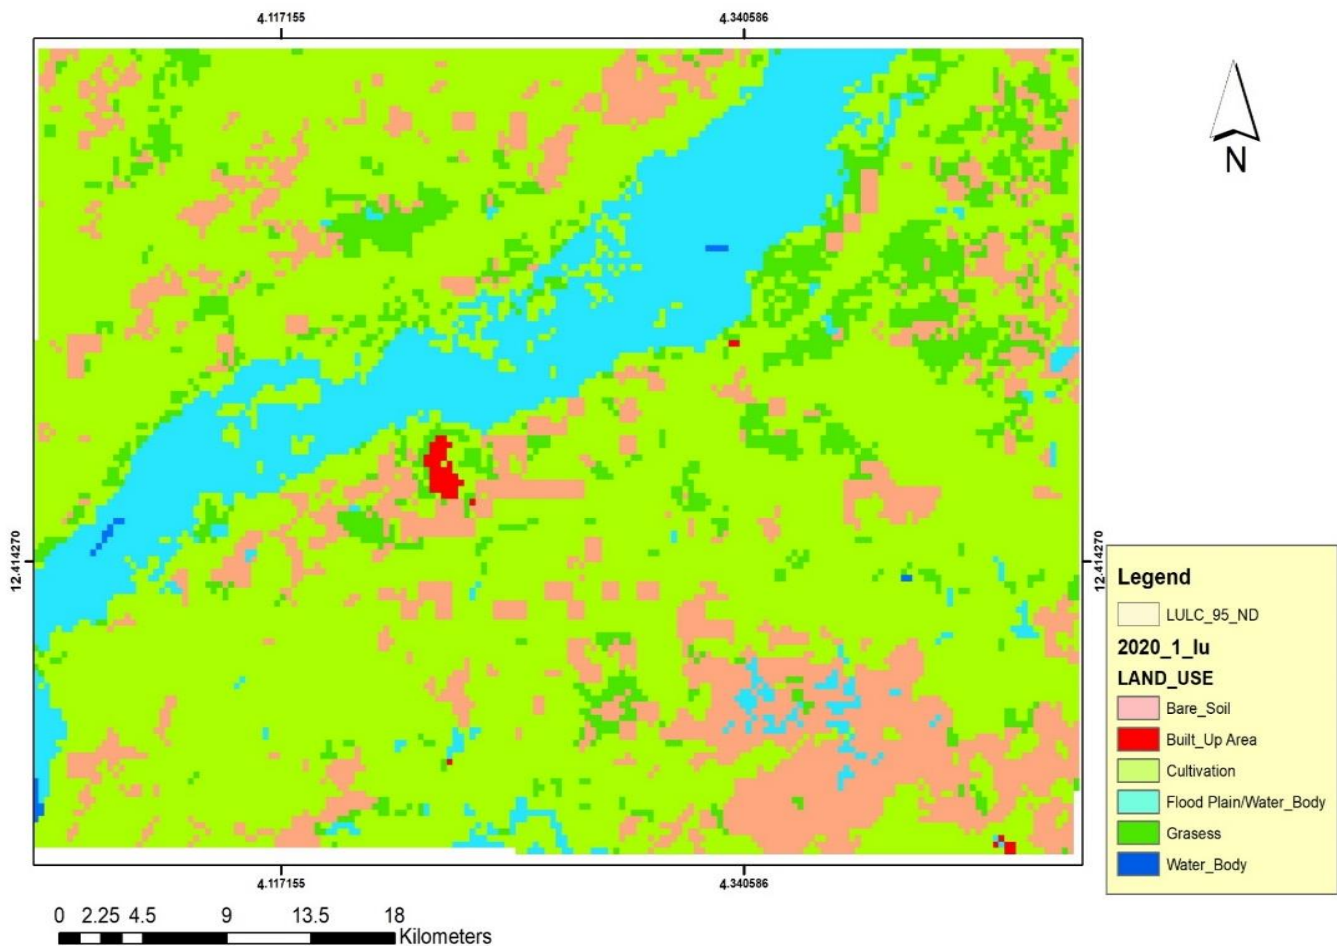 4.117155 4.340586
N
12.414270 12.414270
Legend
LULC_95_ND
2020_1_lu
LAND_USE
Bare_Soil
Built_Up Area
Cultivation
Flood Plain/Water_Body
Grasess
Water_Body
4.117155 4.340586
0 2.25 4.5 9 13.5 18
Kilometers